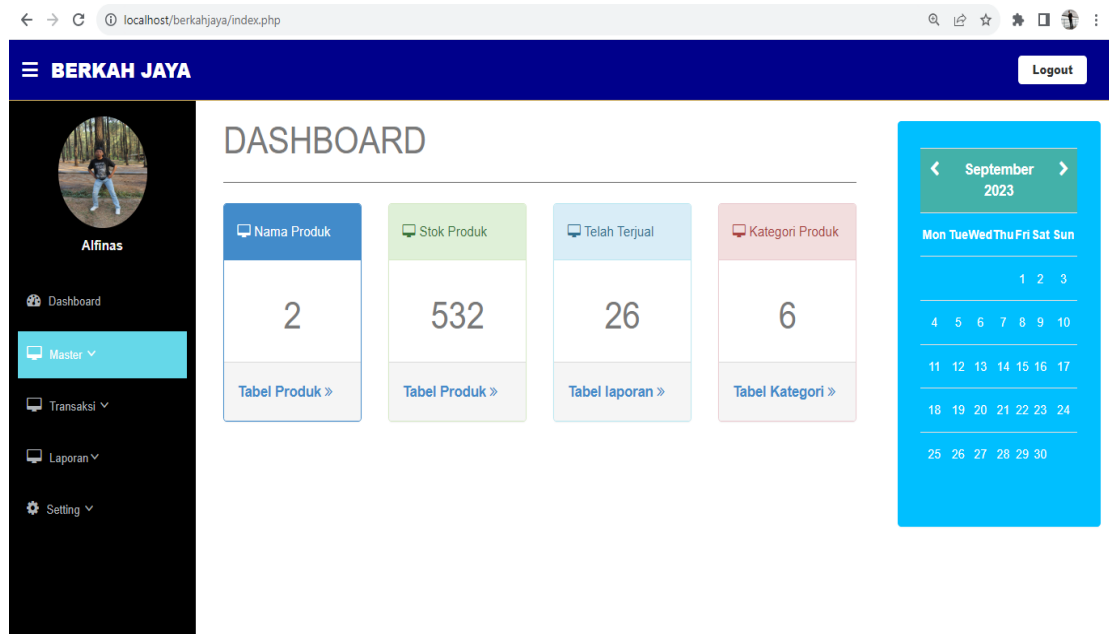 localhost/berkahjaya/index.php
BERKAH JAYA
Logout
Alfinas
Dashboard
Master
Transaksi
Laporan
Setting
DASHBOARD
Nama Produk
2
Tabel Produk »
Stok Produk
532
Tabel Produk »
Telah Terjual
26
Tabel laporan »
Kategori Produk
6
Tabel Kategori »
September
2023
Mon Tue Wed Thu Fri Sat Sun
1 2 3
4 5 6 7 8 9 10
11 12 13 14 15 16 17
18 19 20 21 22 23 24
25 26 27 28 29 30